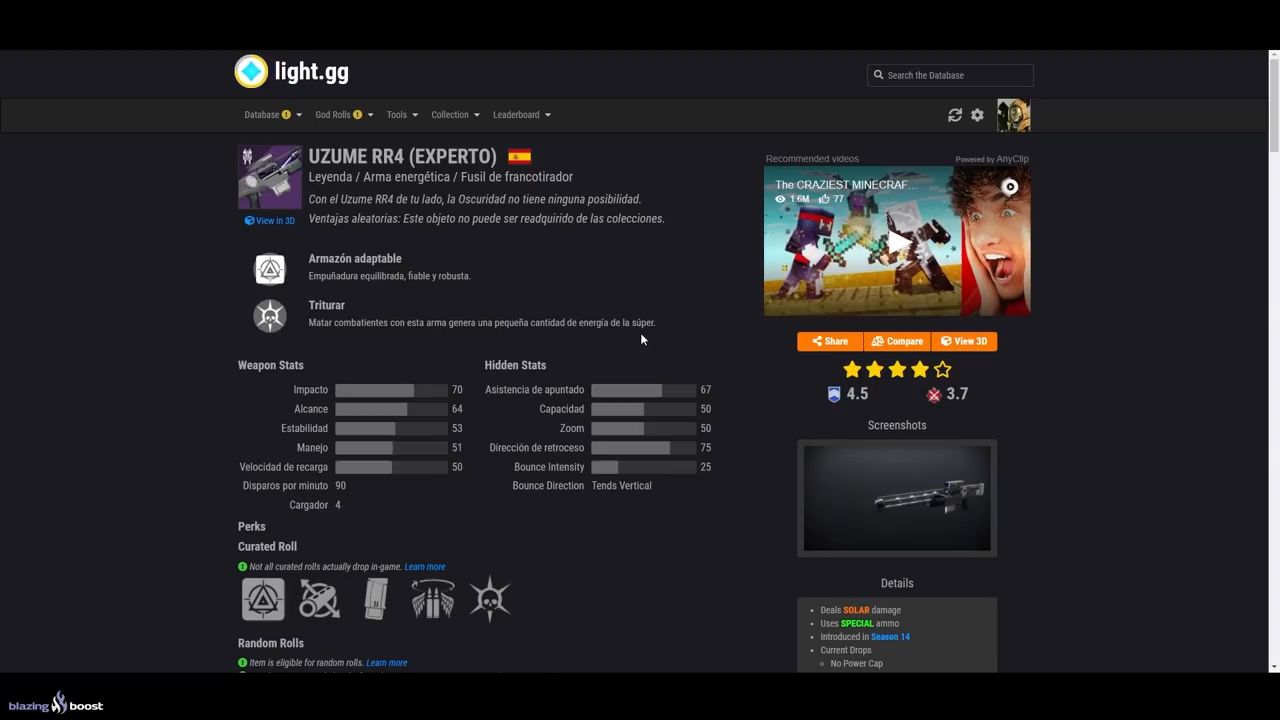 light.gg
Search the Database
Database God Rolls Tools Collection Leaderboard
UZUME RR4 (EXPERTO)
Leyenda / Arma energética / Fusil de francotirador
Con el Uzume RR4 de tu lado, la Oscuridad no tiene ninguna posibilidad.
Ventajas aleatorias: Este objeto no puede ser readquirido de las colecciones.
View in 3D
Armazón adaptable
Empuñadura equilibrada, fiable y robusta.
Triturar
Matar combatientes con esta arma genera una pequeña cantidad de energía de la súper.
Weapon Stats
Impacto 70
Alcance 64
Estabilidad 53
Manejo 51
Velocidad de recarga 50
Disparos por minuto 90
Cargador 4
Hidden Stats
Asistencia de apuntado 67
Capacidad 50
Zoom 50
Dirección de retroceso 75
Bounce Intensity 25
Bounce Direction Tends Vertical
Perks
Curated Roll
Not all curated rolls actually drop in-game. Learn more
Random Rolls
Item is eligible for random rolls. Learn more
Recommended videos Powered by AnyClip
The CRAZIEST MINECRAF...
1.6M 77
Share Compare View 3D
4.5 3.7
Screenshots
Details
Deals SOLAR damage
Uses SPECIAL ammo
Introduced in Season 14
Current Drops
No Power Cap
blazing boost